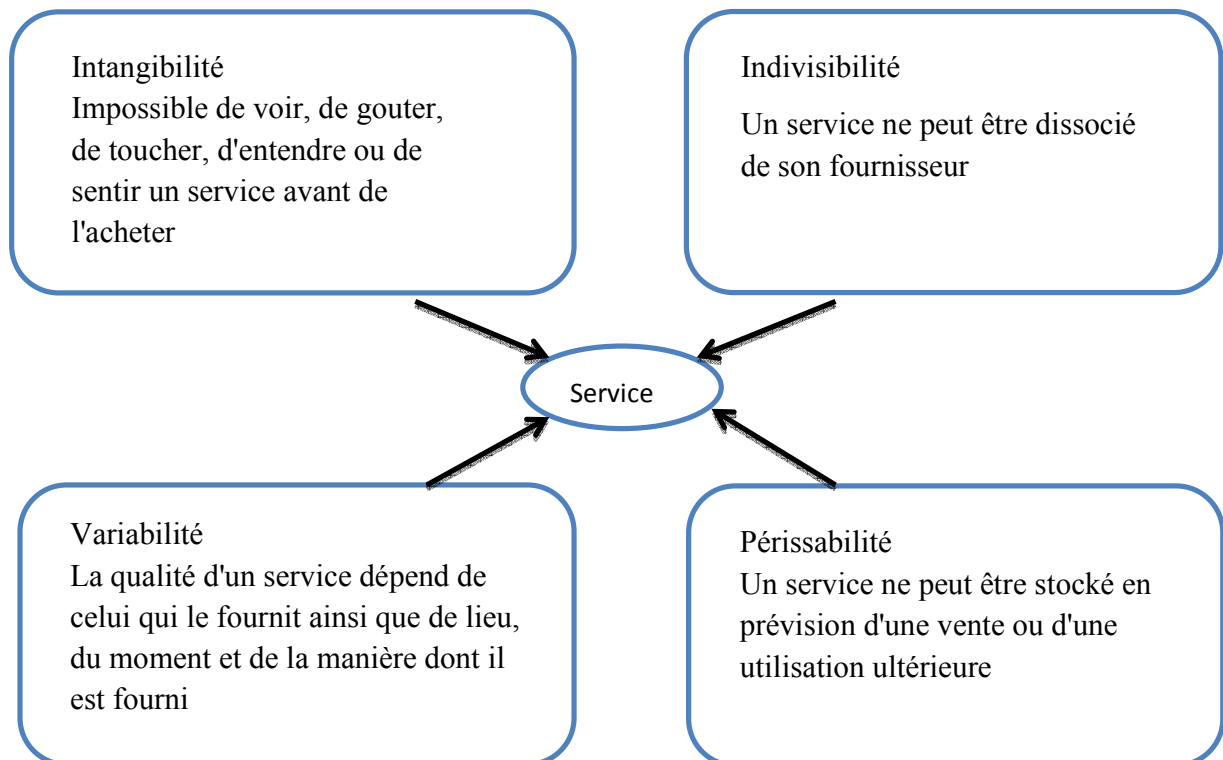 Intangibilité
Impossible de voir, de gouter,
de toucher, d'entendre ou de
sentir un service avant de
l'acheter
Indivisibilité
Un service ne peut être dissocié
de son fournisseur
Service
Variabilité
La qualité d'un service dépend de
celui qui le fournit ainsi que de lieu,
du moment et de la manière dont il
est fourni
Périssabilité
Un service ne peut être stocké en
prévision d'une vente ou d'une
utilisation ultérieure